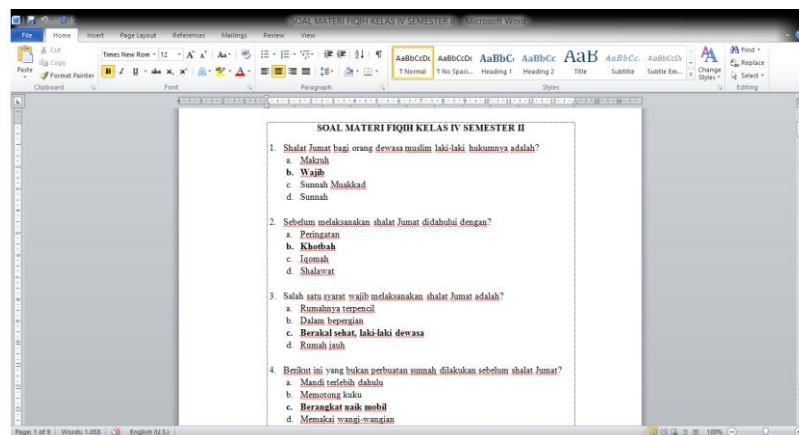 SOAL MATERI FIQIH KELAS IV SEMESTER II - Microsoft Word
File Home Insert Page Layout References Mailings Review View
Cut
Copy
Paste
Format Painter
Clipboard
Times New Rom 12
Font
Paragraph
AaBbCcDc AaBbCcDc AaBbC AaBbCc AaB AaBbCc. AaBbCcDi
¶ Normal ¶ No Spaci... Heading 1 Heading 2 Title Subtitle Subtle Em...
Change Styles
Styles
Find
Replace
Select
Editing
SOAL MATERI FIQIH KELAS IV SEMESTER II
1. Shalat Jumat bagi orang dewasa muslim laki-laki hukumnya adalah?
a. Makruh
b. Wajib
c. Sunnah Muakkad
d. Sunnah
2. Sebelum melaksanakan shalat Jumat didahului dengan?
a. Peringatan
b. Khotbah
c. Iqomah
d. Shalawat
3. Salah satu syarat wajib melaksanakan shalat Jumat adalah?
a. Rumahnya terpencil
b. Dalam bepergian
c. Berakal sehat, laki-laki dewasa
d. Rumah jauh
4. Berikut ini yang bukan perbuatan sunnah dilakukan sebelum shalat Jumat?
a. Mandi terlebih dahulu
b. Memotong kuku
c. Berangkat naik mobil
d. Memakai wangi-wangian
Page: 1 of 9 Words: 1.058 English (U.S.) 100%